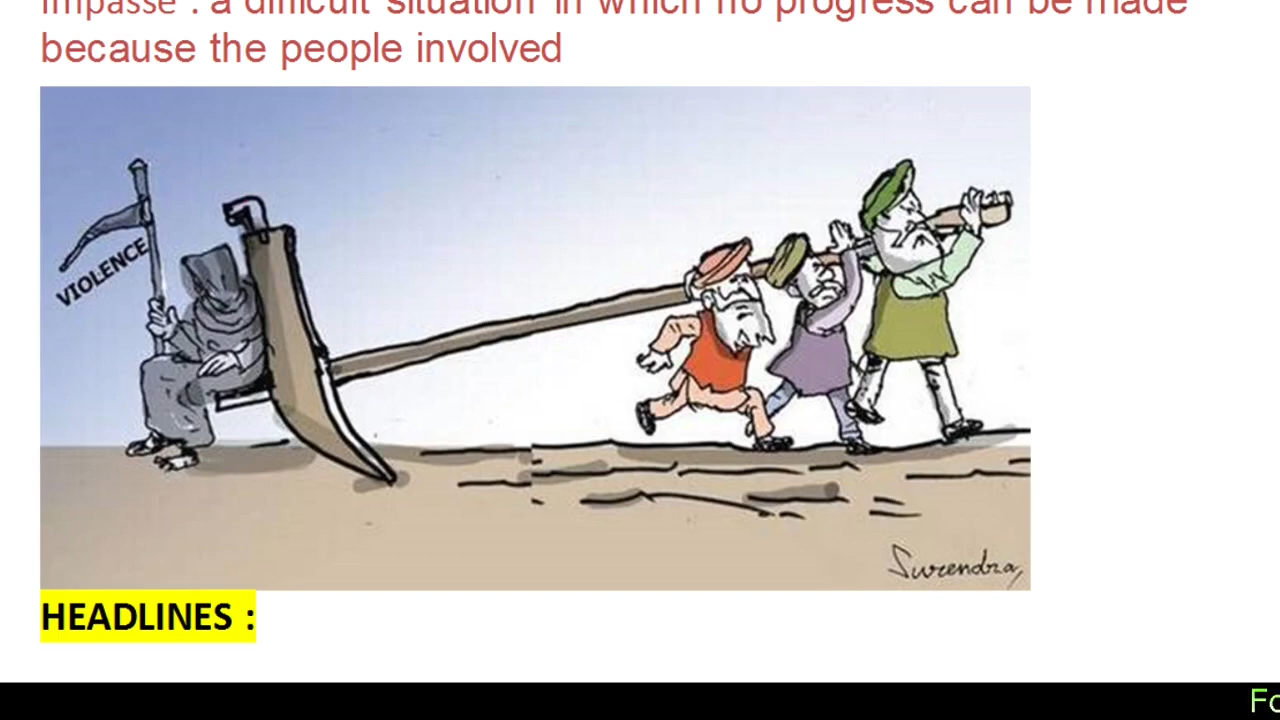 Impasse : a difficult situation in which no progress can be made
because the people involved
VIOLENCE
Surendra
HEADLINES :
Fo